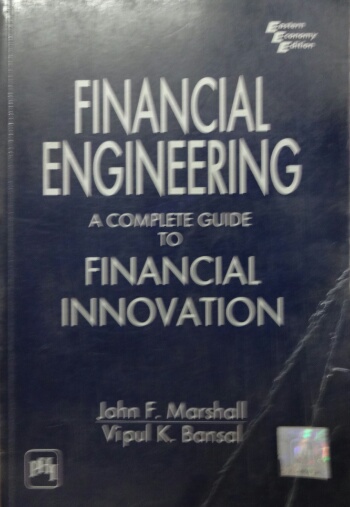 Eastern
Economy
Edition
FINANCIAL
ENGINEERING
A COMPLETE GUIDE
TO
FINANCIAL
INNOVATION
John F. Marshall
Vipul K. Bansal